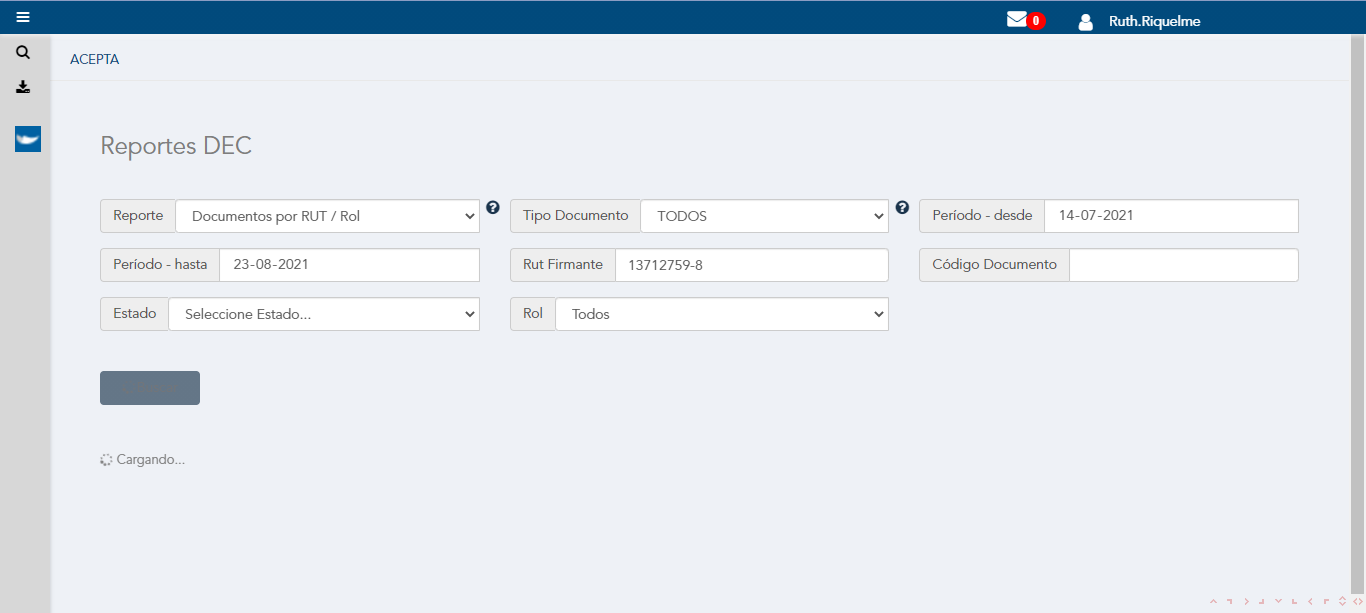 0 Ruth.Riquelme
ACEPTA
Reportes DEC
Reporte Documentos por RUT / Rol ? Tipo Documento TODOS ? Período - desde 14-07-2021
Período - hasta 23-08-2021 Rut Firmante 13712759-8 Código Documento
Estado Seleccione Estado... Rol Todos
Cargando...